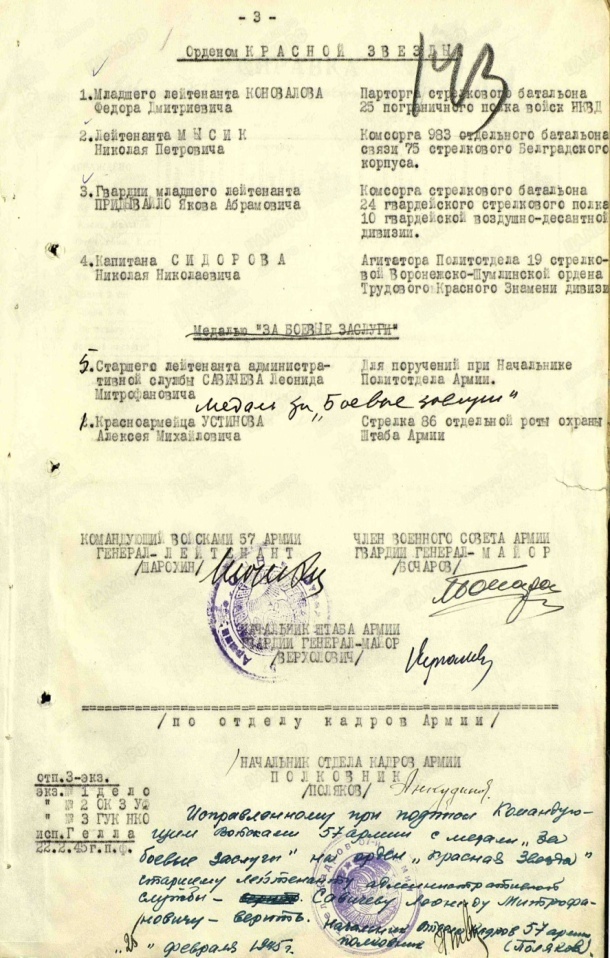 - 3 -
Орденом КРАСНОЙ ЗВЕЗДЫ
143
1.Младшего лейтенанта КОНОВАЛОВА Парторга стрелкового батальона
Федора Дмитриевича 25 пограничного полка войск НКВД
2.Лейтенанта МЫСИК Комсорга 983 отдельного батальона
Николая Петровича связи 75 стрелкового Белградского
корпуса.
3.Гвардии младшего лейтенанта Комсорга стрелкового батальона
ПРИДЫВАЙЛО Якова Абрамовича 24 гвардейского стрелкового полка
10 гвардейской воздушно-десантной
дивизии.
4.Капитана СИДОРОВА Агитатора Политотдела 19 стрелко-
Николая Николаевича вой Воронежско-Шумлинской ордена
Трудового Красного Знамени дивизи
Медалью "ЗА БОЕВЫЕ ЗАСЛУГИ"
5.Старшего лейтенанта администра- Для поручений при Начальнике
тивной службы САВИЧЕВА Леонида Политотдела Армии.
Митрофановича
Медаль за "Боевые заслуги"
1.Красноармейца УСТИНОВА Стрелка 86 отдельной роты охраны
Алексея Михайловича Штаба Армии
КОМАНДУЮЩИЙ ВОЙСКАМИ 57 АРМИИ ЧЛЕН ВОЕННОГО СОВЕТА АРМИИ
ГЕНЕРАЛ-ЛЕЙТЕНАНТ ГВАРДИИ ГЕНЕРАЛ-МАЙОР
/ШАРОХИН/ /БОЧАРОВ/
НАЧАЛЬНИК ШТАБА АРМИИ
ГВАРДИИ ГЕНЕРАЛ-МАЙОР
/ВЕРХОЛОВИЧ/
/по отделу кадров Армии/
/НАЧАЛЬНИК ОТДЕЛА КАДРОВ АРМИИ
ПОЛКОВНИК
/ПОЛЯКОВ/
отп.3-экз.
экз.№1 дело
" №2 ОК 3 УФ
" №3 ГУК НКО
исп.Гелла
22.2.45г.п.ф.
Исправленному при подписи Командую-
щим Войсками 57 армии с медали "За
боевые заслуги" на орден "Красная Звезда"
старшему лейтенанту административной
службы - Савичеву Леониду Митрофа-
новичу - верить. Начальник отдела кадров 57 армии
"25" февраля 1945г. полковник (Поляков)